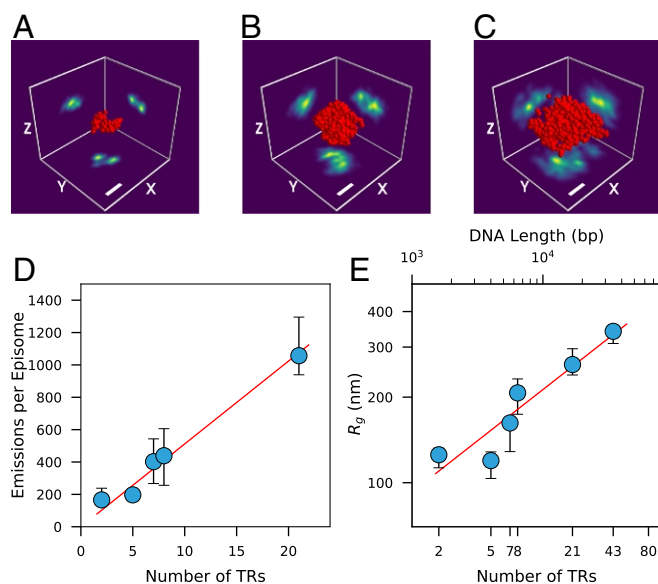 A
B
C
Z
Y
X
Z
Y
X
Z
Y
X
D
E
DNA Length (bp)
10³
10⁴
Emissions per Episome
1400
1200
1000
800
600
400
200
0
0
5
10
15
20
Number of TRs
R_g (nm)
400
300
200
100
2
5
7
8
21
43
80
Number of TRs